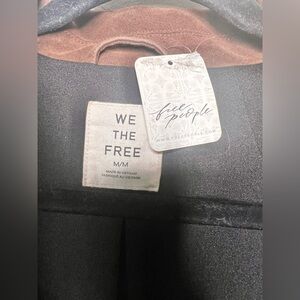 WE
THE
FREE
M/M
MADE IN VIETNAM
FABRIQUÉ AU VIETNAM
free
people